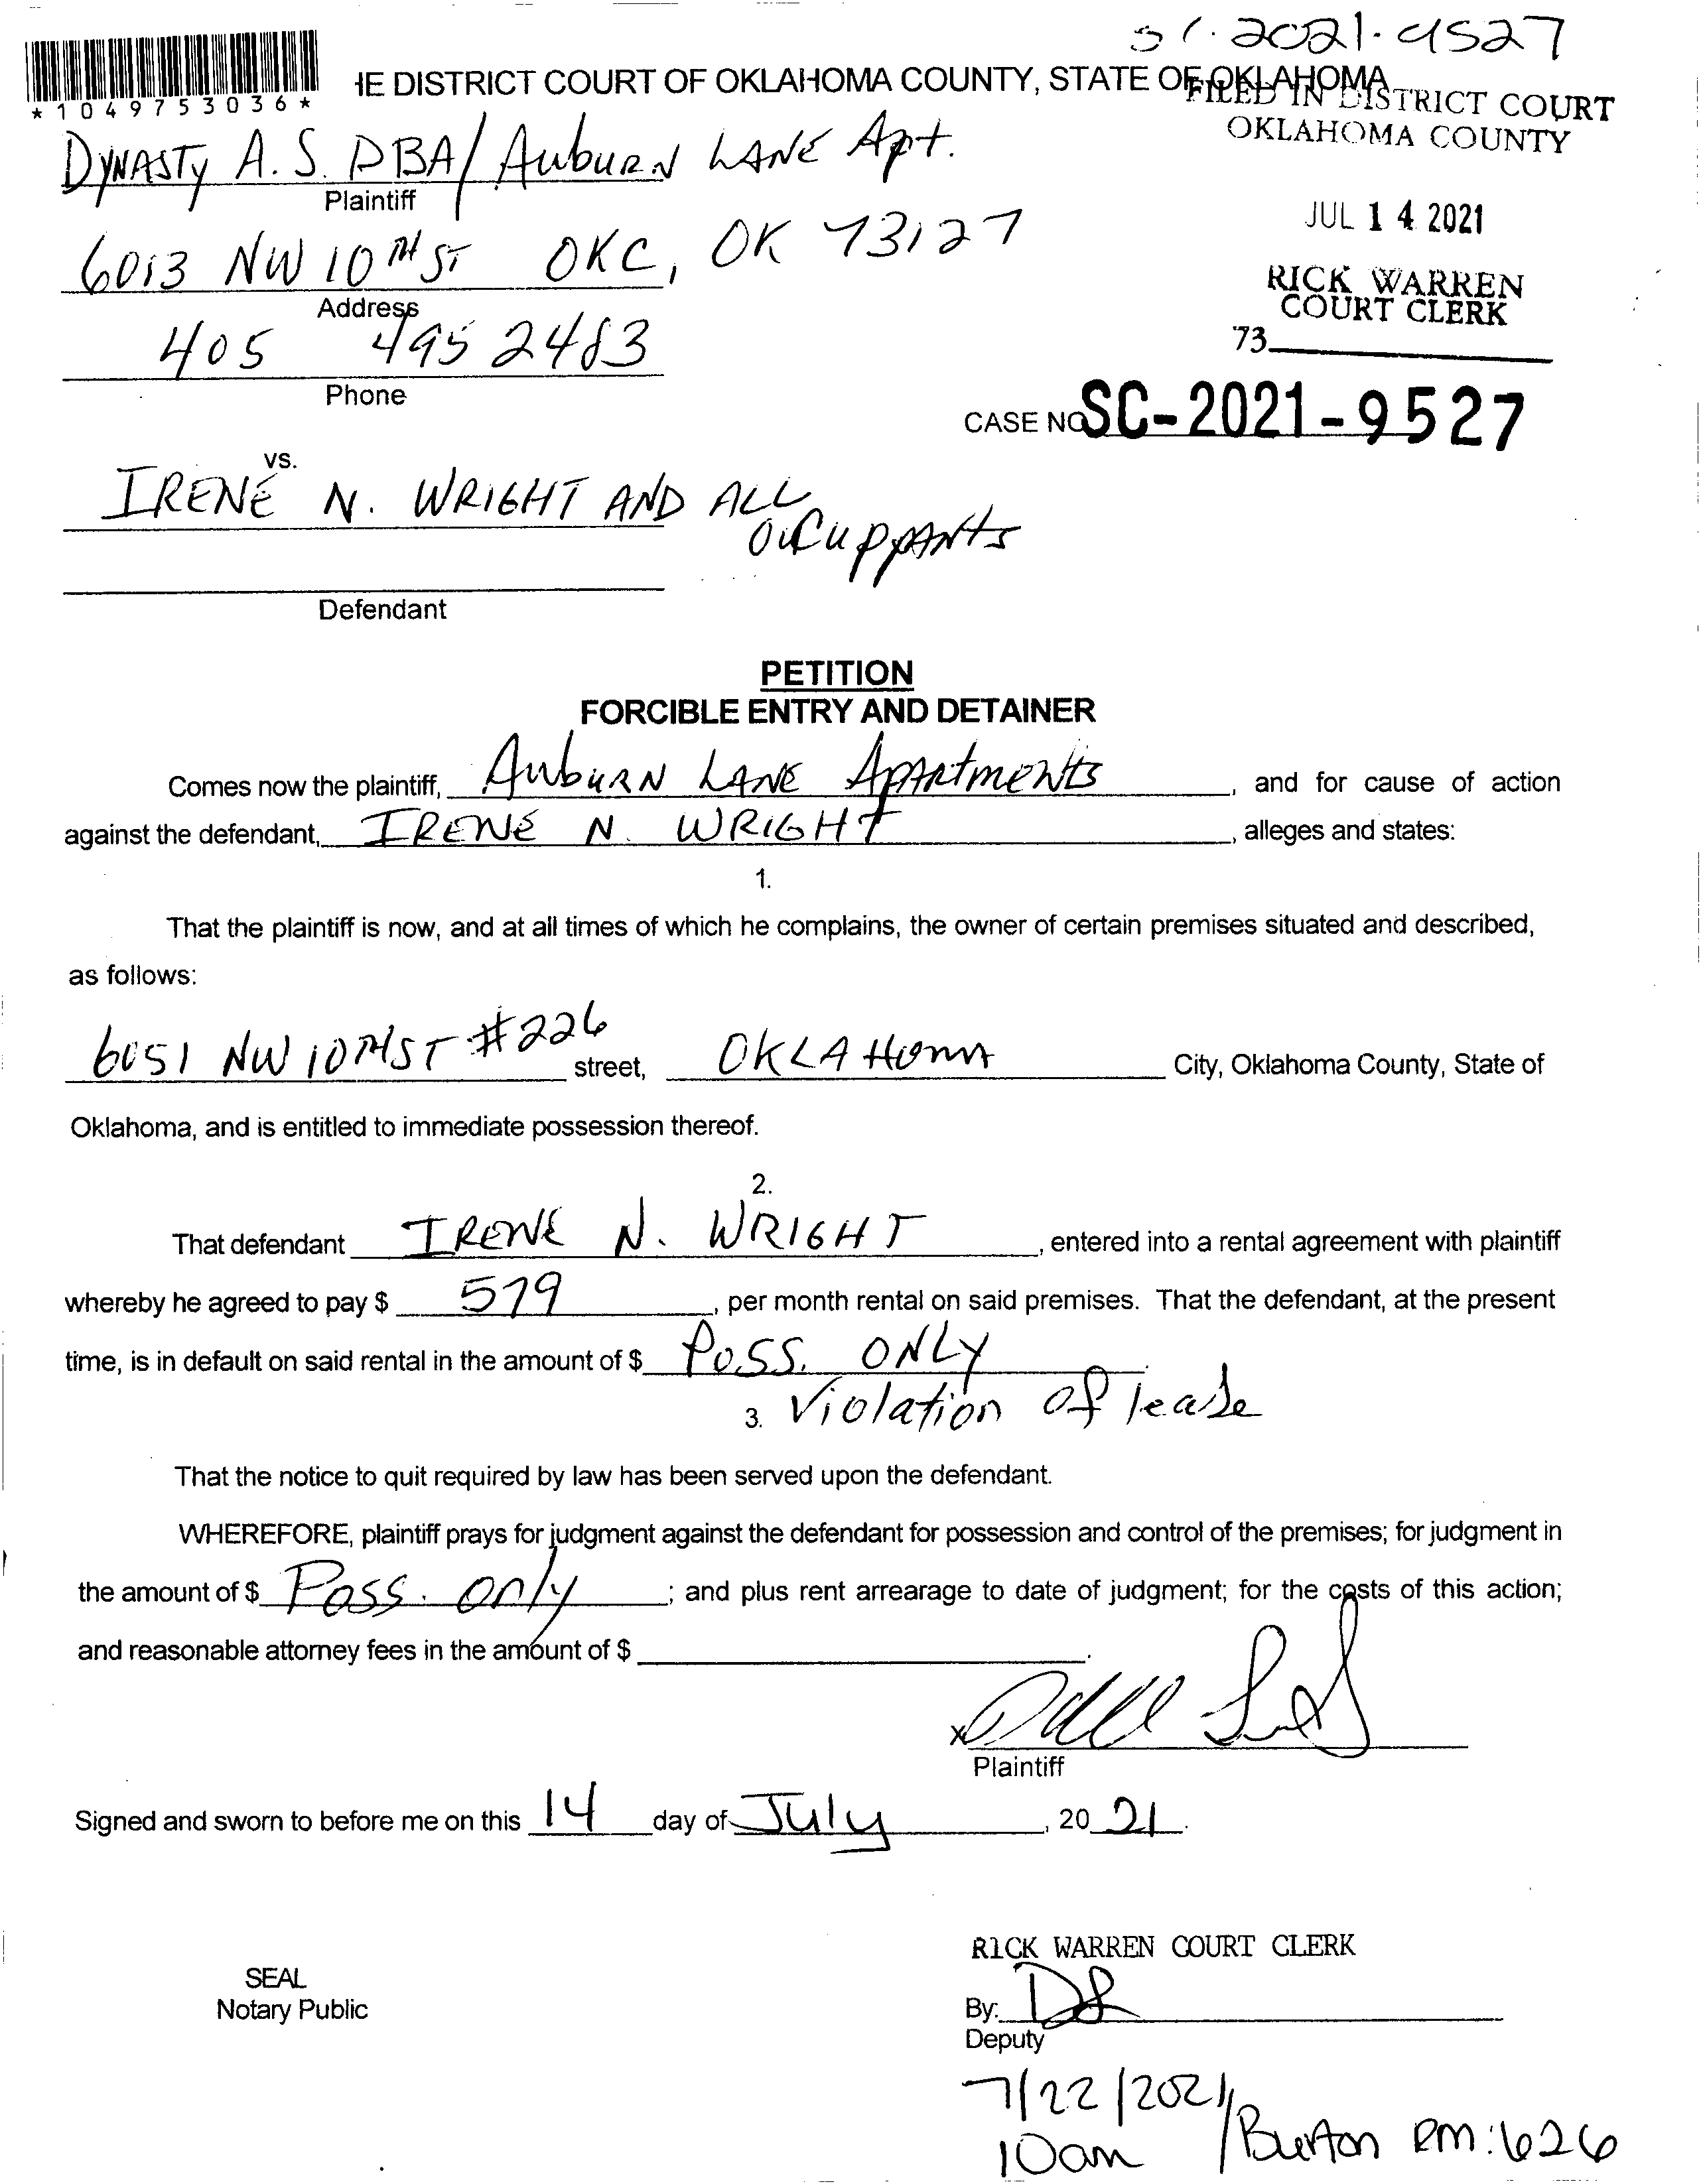 SC-2021-9527
*1049753036*
HE DISTRICT COURT OF OKLAHOMA COUNTY, STATE OF OKLAHOMA
FILED IN DISTRICT COURT
OKLAHOMA COUNTY
DYNASTY A.S. DBA/ AuburN LANE Apt.
Plaintiff
JUL 14 2021
6013 NW 10TH ST OKC, OK 73127
Address
RICK WARREN
COURT CLERK
73
405 495 2483
Phone
CASE NO SC-2021-9527
vs.
IRENE N. WRIGHT AND ALL
OCCUPPANTS
Defendant
PETITION
FORCIBLE ENTRY AND DETAINER
Comes now the plaintiff, AuburN LANE ApARtmeNts, and for cause of action
against the defendant, IRENE N. WRIGHT, alleges and states:
1.
That the plaintiff is now, and at all times of which he complains, the owner of certain premises situated and described,
as follows:
6051 NW 10TH ST #226 street, OKLAHOMA City, Oklahoma County, State of
Oklahoma, and is entitled to immediate possession thereof.
2.
That defendant IRENE N. WRIGHT, entered into a rental agreement with plaintiff
whereby he agreed to pay $ 579, per month rental on said premises. That the defendant, at the present
time, is in default on said rental in the amount of $ Poss. ONLY
3. Violation of lease
That the notice to quit required by law has been served upon the defendant.
WHEREFORE, plaintiff prays for judgment against the defendant for possession and control of the premises; for judgment in
the amount of $ Poss. only; and plus rent arrearage to date of judgment; for the costs of this action;
and reasonable attorney fees in the amount of $
.
x
Plaintiff
Signed and sworn to before me on this 14 day of July, 20 21.
RICK WARREN COURT CLERK
SEAL
Notary Public
By: DS
Deputy
7/22/2021/
10am /Burton RM:626